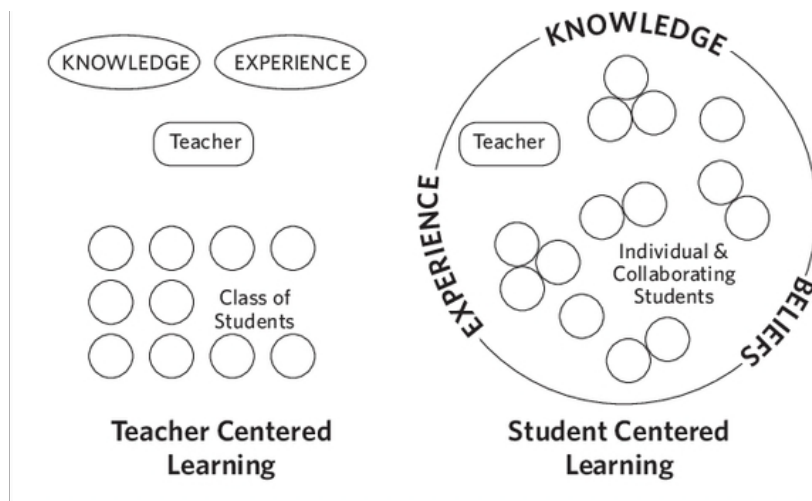 KNOWLEDGE
EXPERIENCE
Teacher
Class of
Students
Teacher Centered
Learning
KNOWLEDGE
Teacher
EXPERIENCE
Individual &
Collaborating
Students
BELIEFS
Student Centered
Learning